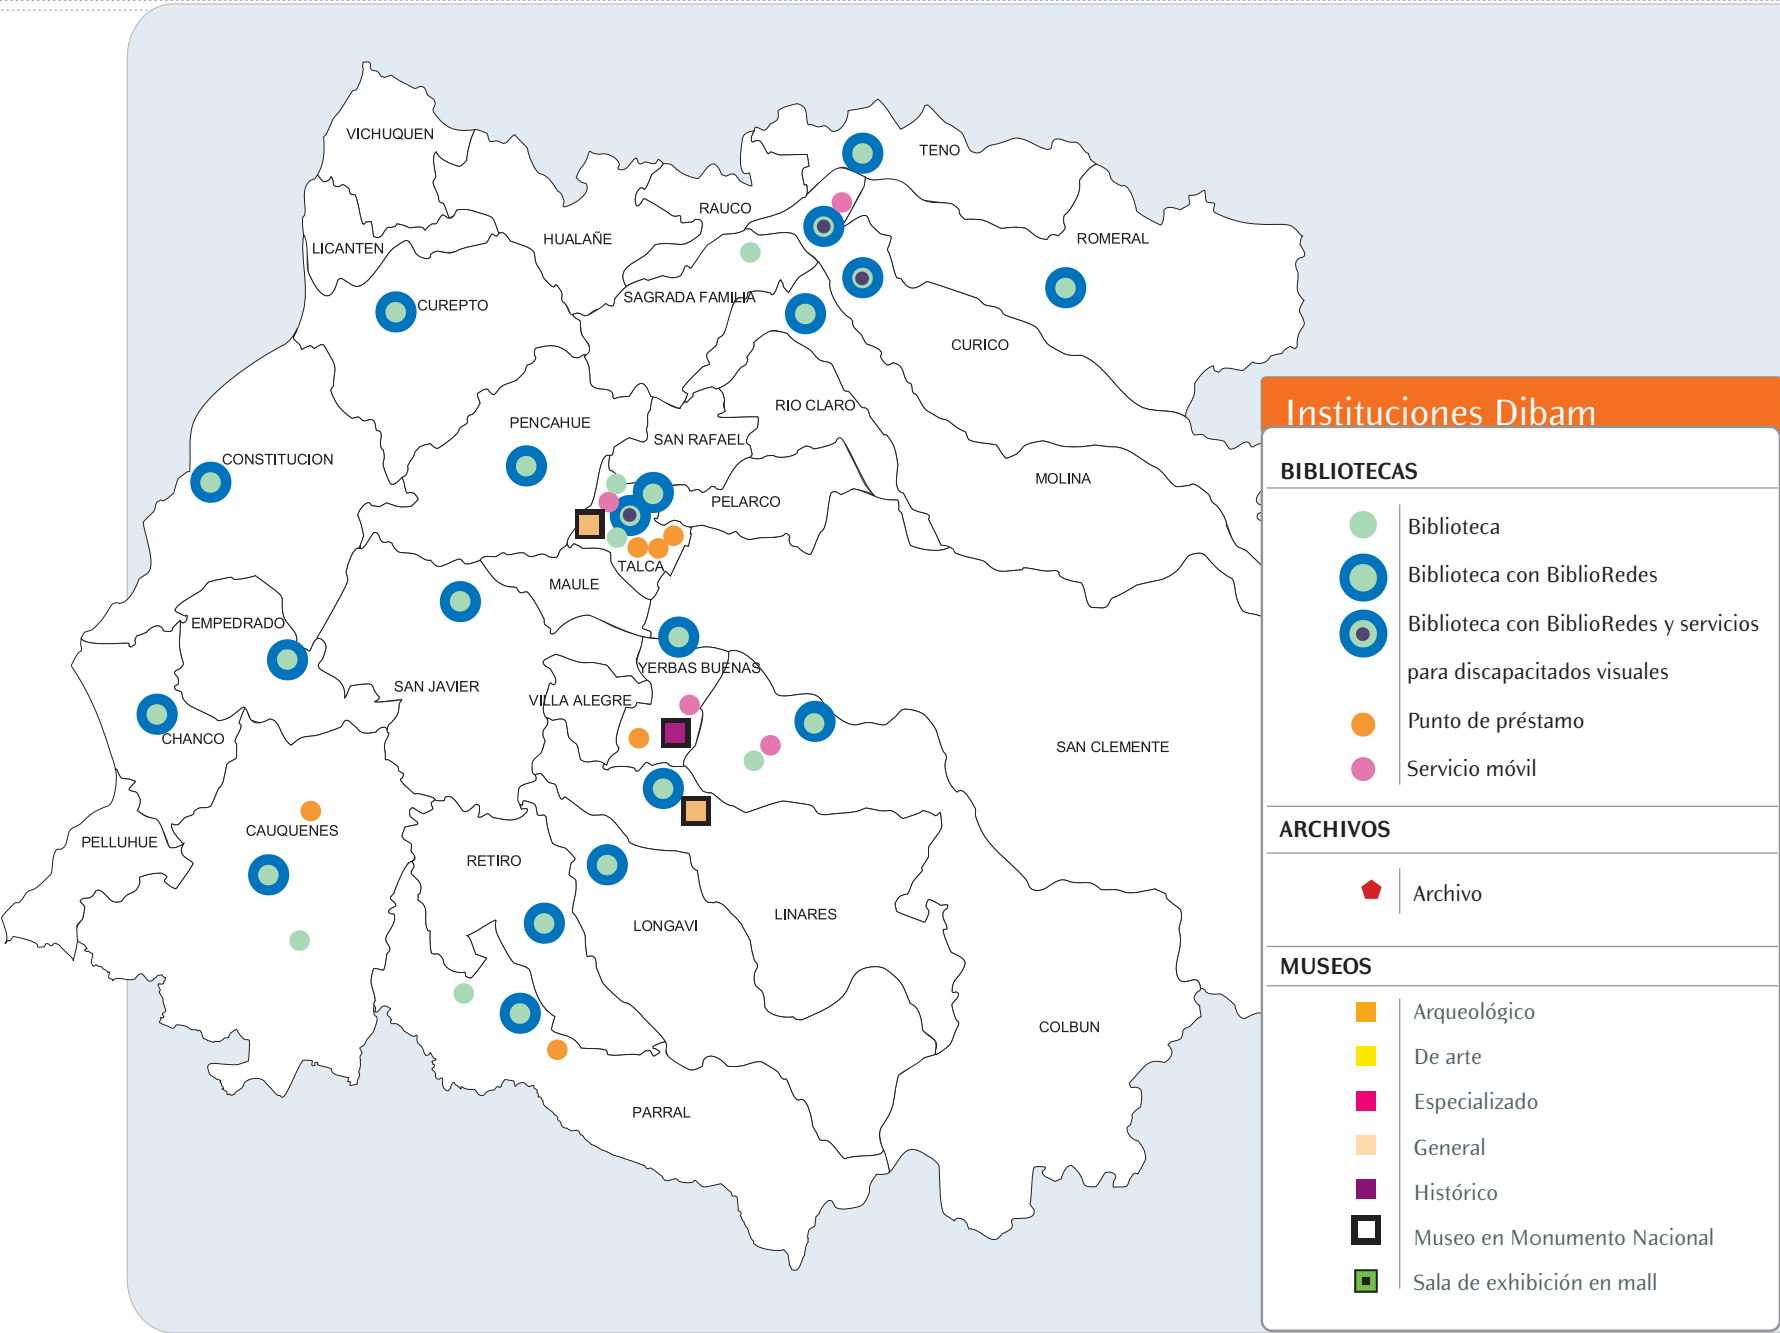 VICHUQUEN
TENO
RAUCO
HUALAÑE
ROMERAL
LICANTEN
SAGRADA FAMILIA
CUREPTO
CURICO
RIO CLARO
PENCAHUE
SAN RAFAEL
CONSTITUCION
MOLINA
PELARCO
TALCA
MAULE
EMPEDRADO
YERBAS BUENAS
SAN JAVIER
VILLA ALEGRE
CHANCO
SAN CLEMENTE
CAUQUENES
PELLUHUE
RETIRO
LINARES
LONGAVI
COLBUN
PARRAL
Instituciones Dibam
BIBLIOTECAS
Biblioteca
Biblioteca con BiblioRedes
Biblioteca con BiblioRedes y servicios
para discapacitados visuales
Punto de préstamo
Servicio móvil
ARCHIVOS
Archivo
MUSEOS
Arqueológico
De arte
Especializado
General
Histórico
Museo en Monumento Nacional
Sala de exhibición en mall